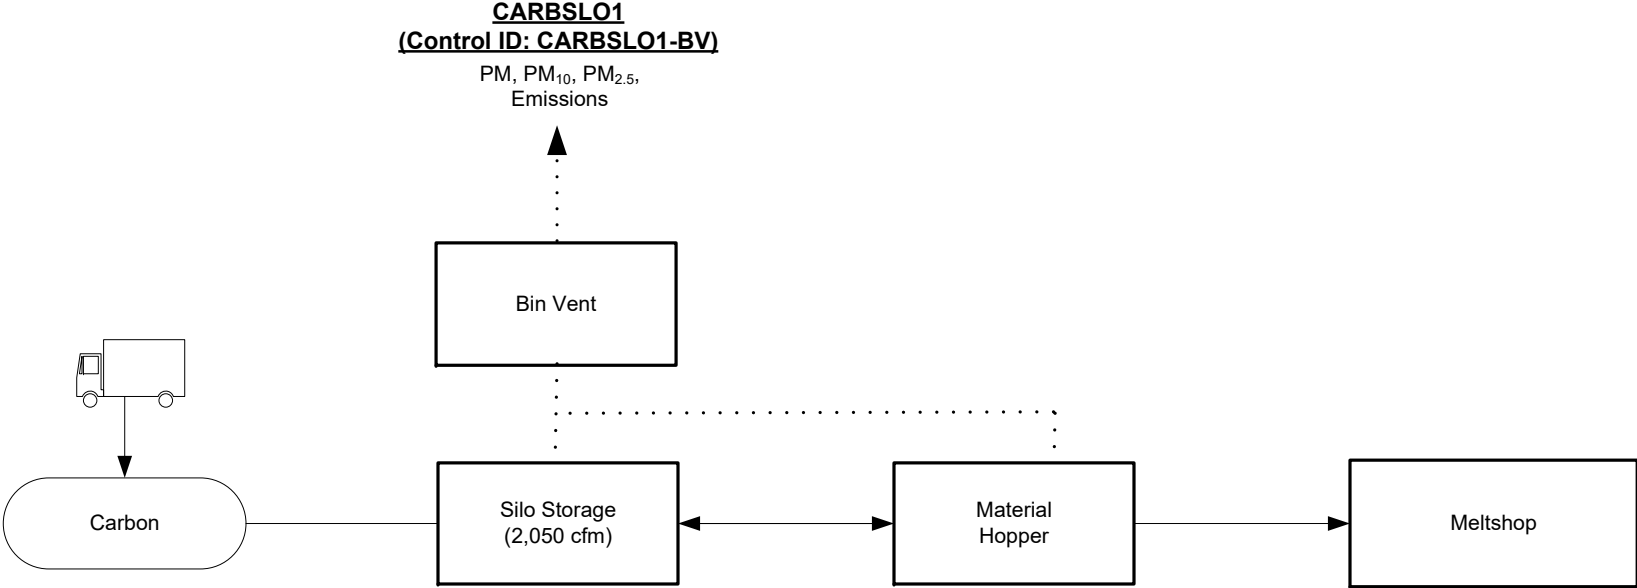 CARBSLO1
(Control ID: CARBSLO1-BV)
PM, PM10, PM2.5,
Emissions
Bin Vent
Carbon
Silo Storage
(2,050 cfm)
Material
Hopper
Meltshop